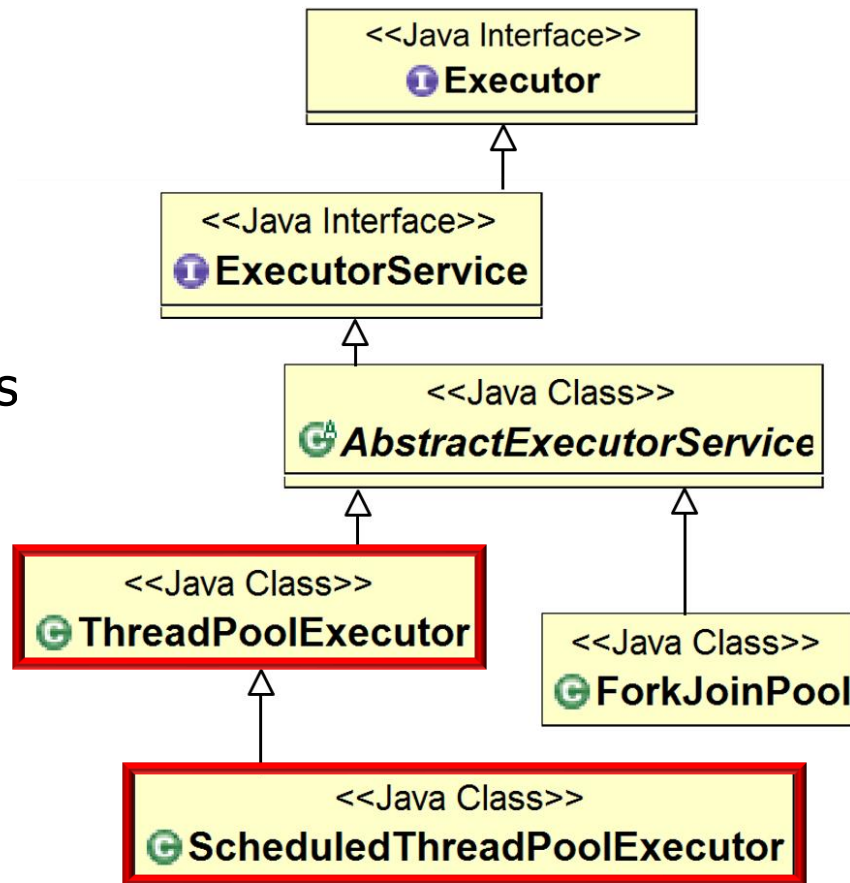 <<Java Interface>>
Executor
<<Java Interface>>
ExecutorService
s
<<Java Class>>
AbstractExecutorService
<<Java Class>>
ThreadPoolExecutor
<<Java Class>>
ForkJoinPool
<<Java Class>>
ScheduledThreadPoolExecutor